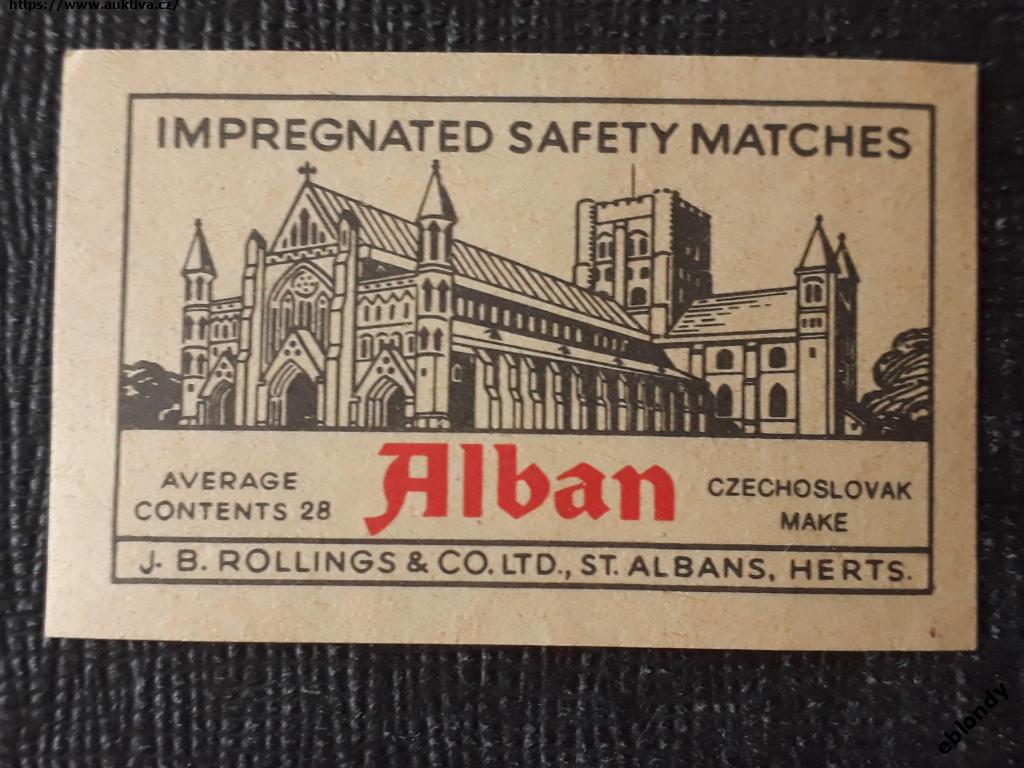 https://www.auktiva.cz/
IMPREGNATED SAFETY MATCHES
AVERAGE
CONTENTS 28
Alban
CZECHOSLOVAK
MAKE
J. B. ROLLINGS & CO. LTD., ST. ALBANS, HERTS.
eblondy